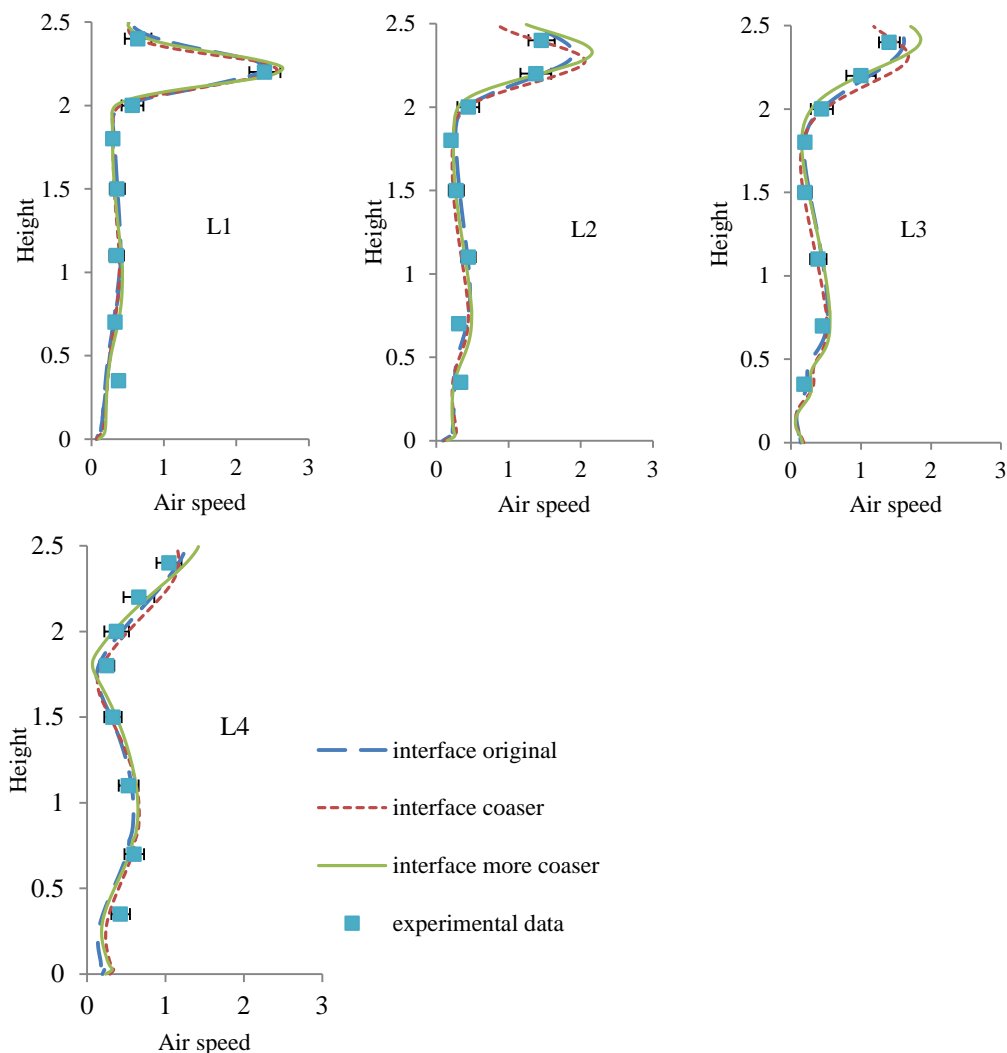 2.5
2
1.5
1
0.5
0
Height
L1
0 1 2 3
Air speed
2.5
2
1.5
1
0.5
0
Height
L2
0 1 2 3
Air speed
2.5
2
1.5
1
0.5
0
Height
L3
0 1 2 3
Air speed
2.5
2
1.5
1
0.5
0
Height
L4
0 1 2 3
Air speed
interface original
interface coaser
interface more coaser
experimental data